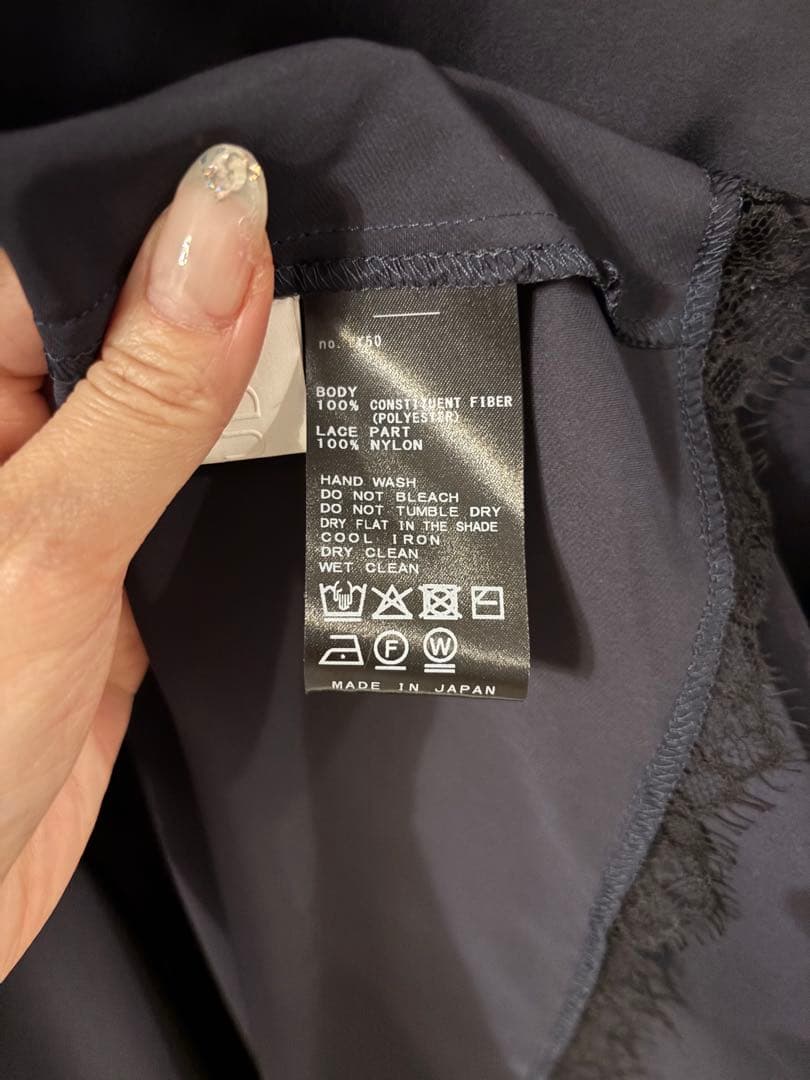 no.
BODY
100% CONSTITUENT FIBER
(POLYESTER)
LACE PART
100% NYLON
HAND WASH
DO NOT BLEACH
DO NOT TUMBLE DRY
DRY FLAT IN THE SHADE
COOL IRON
DRY CLEAN
WET CLEAN
F W
MADE IN JAPAN